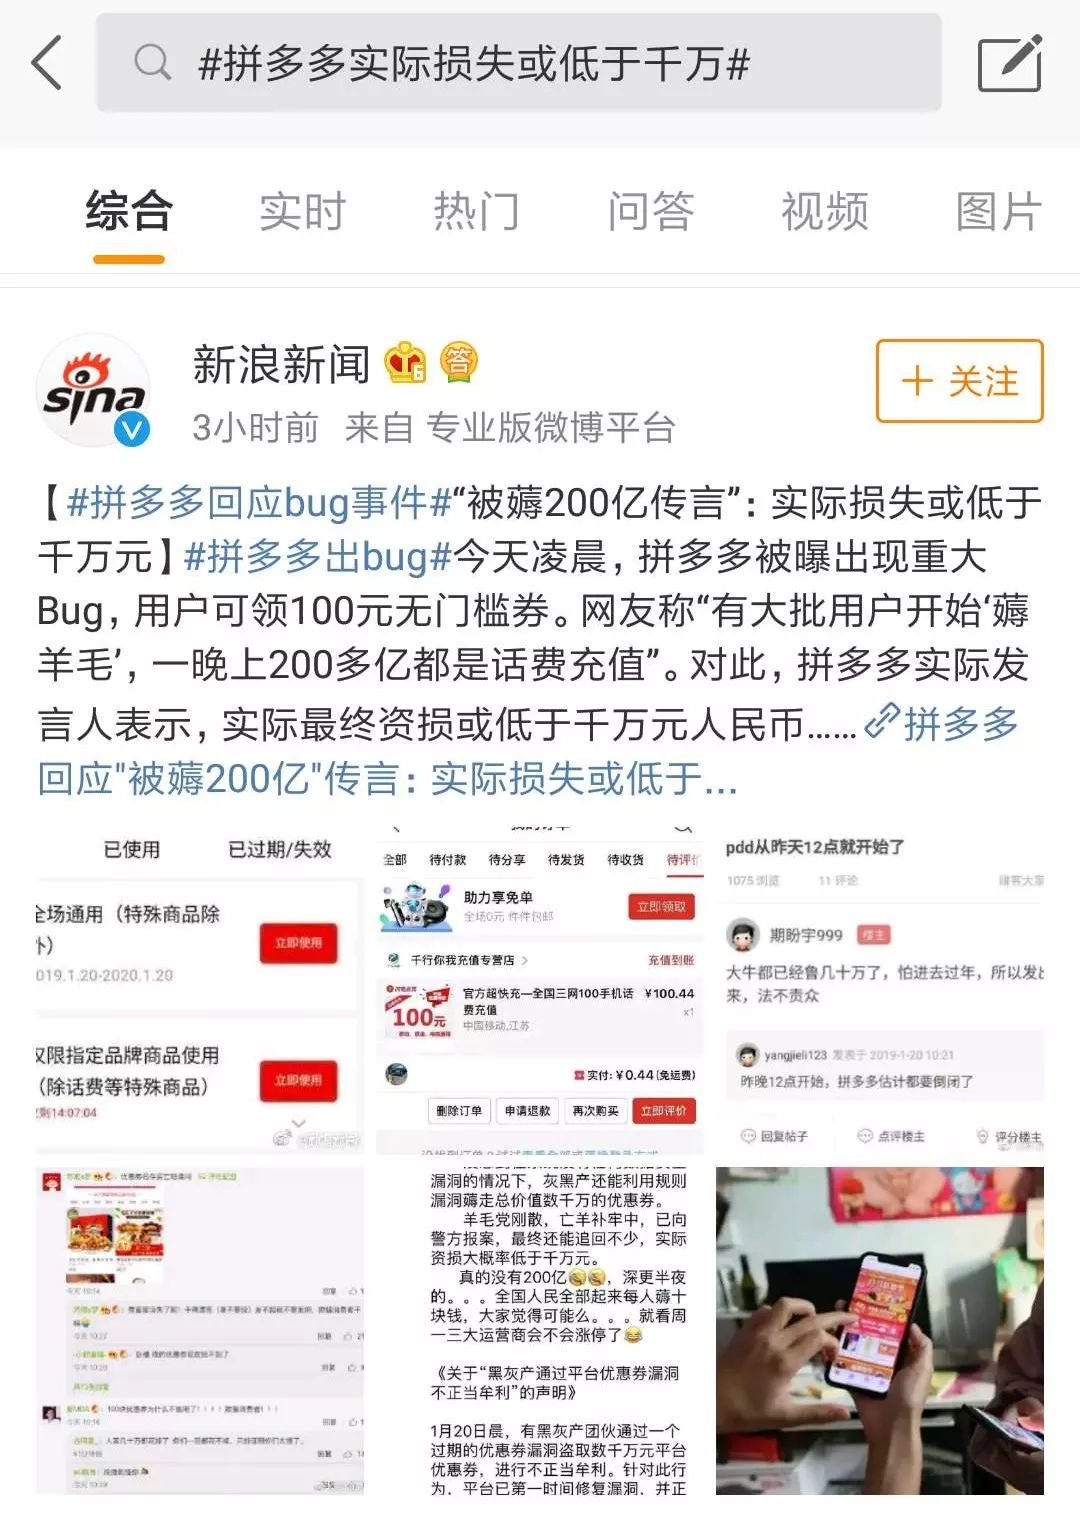 #拼多多实际损失或低于千万#
综合 实时 热门 问答 视频 图片
sina
新浪新闻
答
3小时前 来自 专业版微博平台
+ 关注
【#拼多多回应bug事件#“被薅200亿传言”：实际损失或低于
千万元】#拼多多出bug#今天凌晨，拼多多被曝出现重大
Bug，用户可领100元无门槛券。网友称“有大批用户开始‘薅
羊毛’，一晚上200多亿都是话费充值”。对此，拼多多实际发
言人表示，实际最终资损或低于千万元人民币……拼多多
回应"被薅200亿"传言：实际损失或低于...
已使用 已过期/失效
全场通用（特殊商品除
外）
立即使用
019.1.20-2020.1.20
仅限指定品牌商品使用
（除话费等特殊商品）
立即使用
剩14:07:04
全部 待付款 待分享 待发货 待收货 待评价
助力享免单
全场0元 件件包邮
立即领取
千行你我充值专营店 >
充值到账
官方超快充—全国三网100手机话
费充值
¥100.44
x1
中国移动,江苏
100元
实付：¥0.44(免运费)
删除订单 申请退款 再次购买 立即评价
pdd从昨天12点就开始了
1075 浏览 11 评论 赚客大家
期盼宇999 楼主
大牛都已经鲁几十万了，怕进去过年，所以发出
来，法不责众
yangjieli123 发表于 2019-1-20 10:21
昨晚12点开始，拼多多估计都要倒闭了
回复帖子 点评楼主 评分楼主
漏洞的情况下，灰黑产还能利用规则
漏洞薅走总价值数千万的优惠券。
羊毛党刚散，亡羊补牢中，已向
警方报案，最终还能追回不少，实际
资损大概率低于千万元。
真的没有200亿，深更半夜
的。。。全国人民全部起来每人薅十
块钱，大家觉得可能么。。。就看周
一三大运营商会不会涨停了
《关于“黑灰产通过平台优惠券漏洞
不正当牟利”的声明》
1月20日晨，有黑灰产团伙通过一个
过期的优惠券漏洞盗取数千万元平台
优惠券，进行不正当牟利。针对此行
为，平台已第一时间修复漏洞，并正